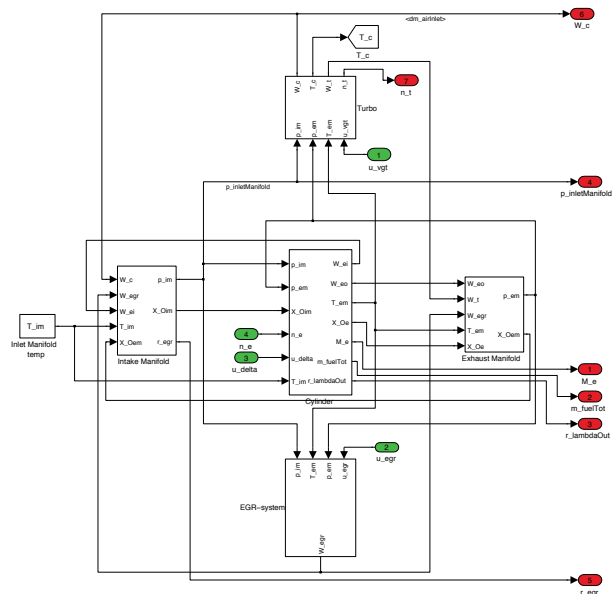 <dm_airInlet>
6
W_c
T_c
T_c
W_c
T_c
W_t
n_t
7
n_t
Turbo
p_im
p_em
T_em
u_vgt
1
u_vgt
4
p_inletManifold
p_inletManifold
W_c
W_egr
W_ei
T_im
X_Oem
p_im
X_Oim
r_egr
Intake Manifold
T_im
Inlet Manifold
temp
p_im
p_em
X_Oim
n_e
u_delta
T_im
W_ei
W_eo
T_em
X_Oe
M_e
m_fuelTot
r_lambdaOut
Cylinder
4
n_e
3
u_delta
W_eo
W_t
W_egr
T_em
X_Oe
p_em
X_Oem
Exhaust Manifold
1
M_e
2
m_fuelTot
3
r_lambdaOut
2
u_egr
p_im
T_em
p_em
u_egr
EGR-system
W_egr
5
r_egr